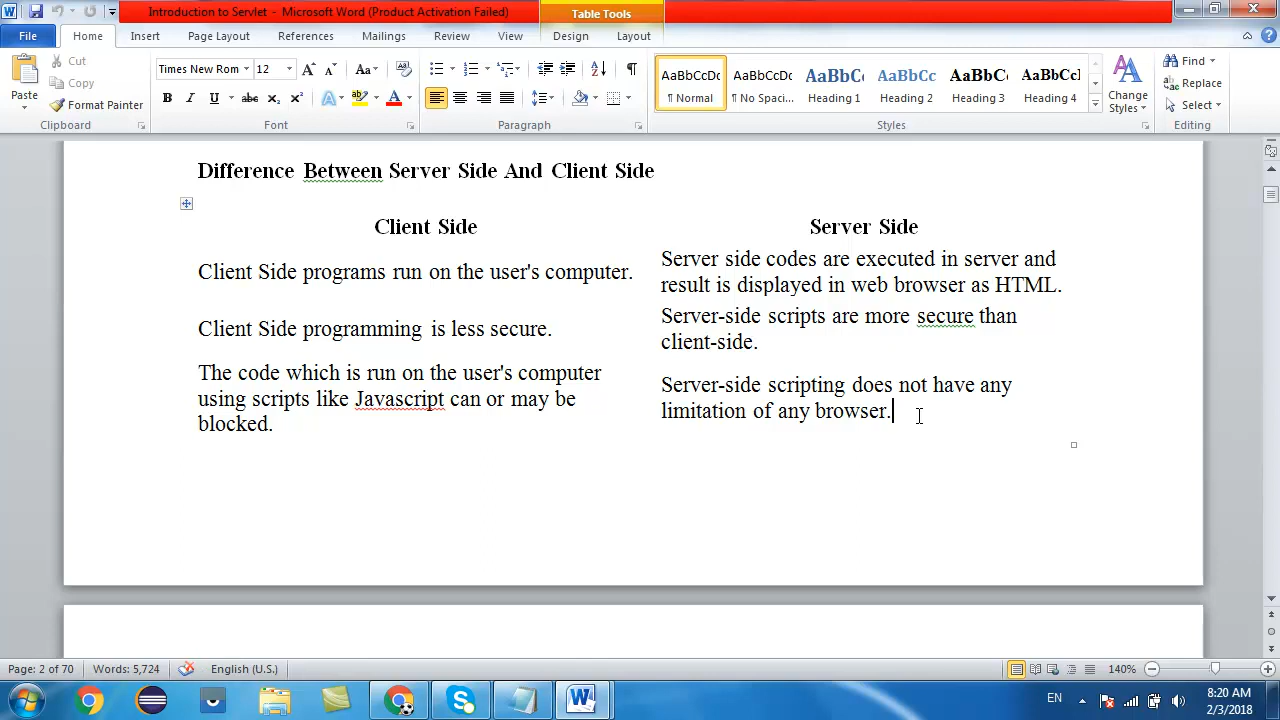 Introduction to Servlet - Microsoft Word (Product Activation Failed)
Table Tools
File Home Insert Page Layout References Mailings Review View Design Layout
Paste
Cut
Copy
Format Painter
Clipboard
Times New Rom 12
Font
Paragraph
AaBbCcDc AaBbCcDc AaBbCc AaBbCc AaBbCc AaBbCcI
¶ Normal ¶ No Spaci... Heading 1 Heading 2 Heading 3 Heading 4
Change Styles
Styles
Find
Replace
Select
Editing
Difference Between Server Side And Client Side
Client Side
Server Side
Client Side programs run on the user's computer.
Server side codes are executed in server and
result is displayed in web browser as HTML.
Client Side programming is less secure.
Server-side scripts are more secure than
client-side.
The code which is run on the user's computer
using scripts like Javascript can or may be
blocked.
Server-side scripting does not have any
limitation of any browser.
Page: 2 of 70 Words: 5,724 English (U.S.) 140%
EN
8:20 AM
2/3/2018